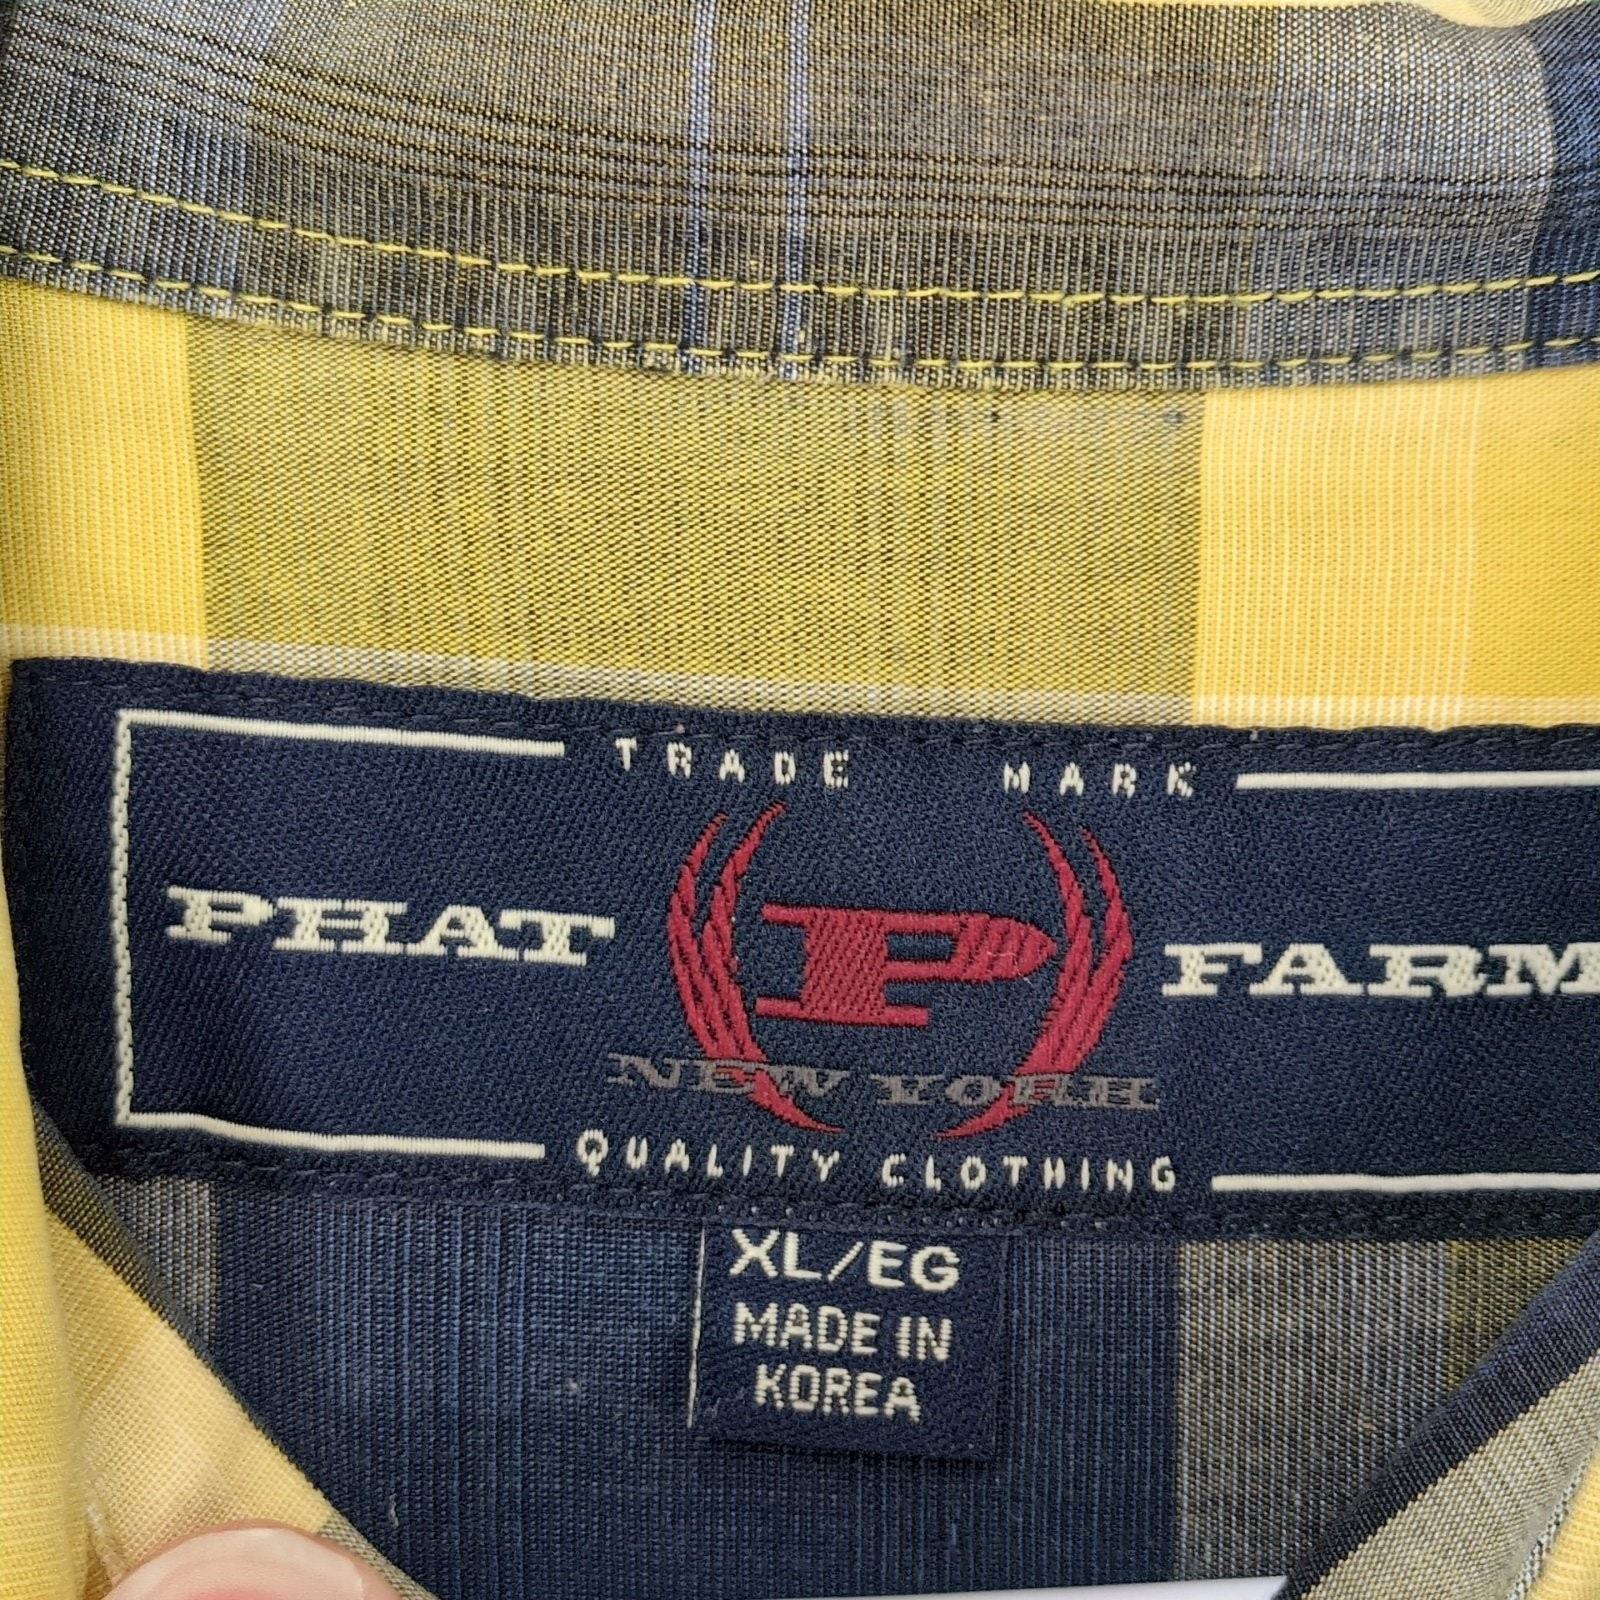 TRADE MARK
PHAT P FARM
NEW YORK
QUALITY CLOTHING
XL/EG
MADE IN
KOREA